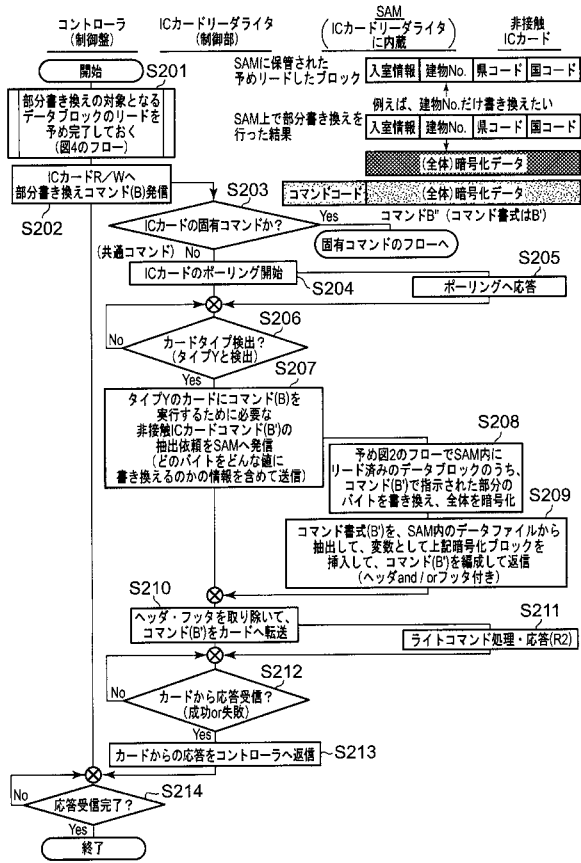 コントローラ
(制御盤)
ICカードリーダライタ
(制御部)
SAM
(ICカードリーダライタ
に内蔵)
非接触
ICカード
開始
S201
部分書き換えの対象となる
データブロックのリードを
予め完了しておく
(図4のフロー)
SAMに保管された
予めリードしたブロック
入室情報 建物No. 県コード 国コード
例えば、建物No.だけ書き換えたい
SAM上で部分書き換えを
行った結果
入室情報 建物No. 県コード 国コード
(全体)暗号化データ
コマンドコード (全体)暗号化データ
コマンドB" (コマンド書式はB')
ICカードR/Wへ
部分書き換えコマンド(B)発信
S202
S203
ICカードの固有コマンドか?
Yes
固有コマンドのフローへ
(共通コマンド) No
ICカードのポーリング開始
S204
S205
ポーリングへ応答
S206
カードタイプ検出?
(タイプYと検出)
No
Yes
S207
タイプYのカードにコマンド(B)を
実行するために必要な
非接触ICカードコマンド(B')の
抽出依頼をSAMへ発信
(どのバイトをどんな値に
書き換えるのかの情報を含めて送信)
S208
予め図2のフローでSAM内に
リード済みのデータブロックのうち、
コマンド(B')で指示された部分の
バイトを書き換え、全体を暗号化
S209
コマンド書式(B')を、SAM内のデータファイルから
抽出して、変数として上記暗号化ブロックを
挿入して、コマンド(B')を編成して返信
(ヘッダand/orフッタ付き)
S210
ヘッダ・フッタを取り除いて、
コマンド(B')をカードへ転送
S211
ライトコマンド処理・応答(R2)
S212
カードから応答受信?
(成功or失敗)
No
Yes
カードからの応答をコントローラへ返信
S213
S214
応答受信完了?
No
Yes
終了